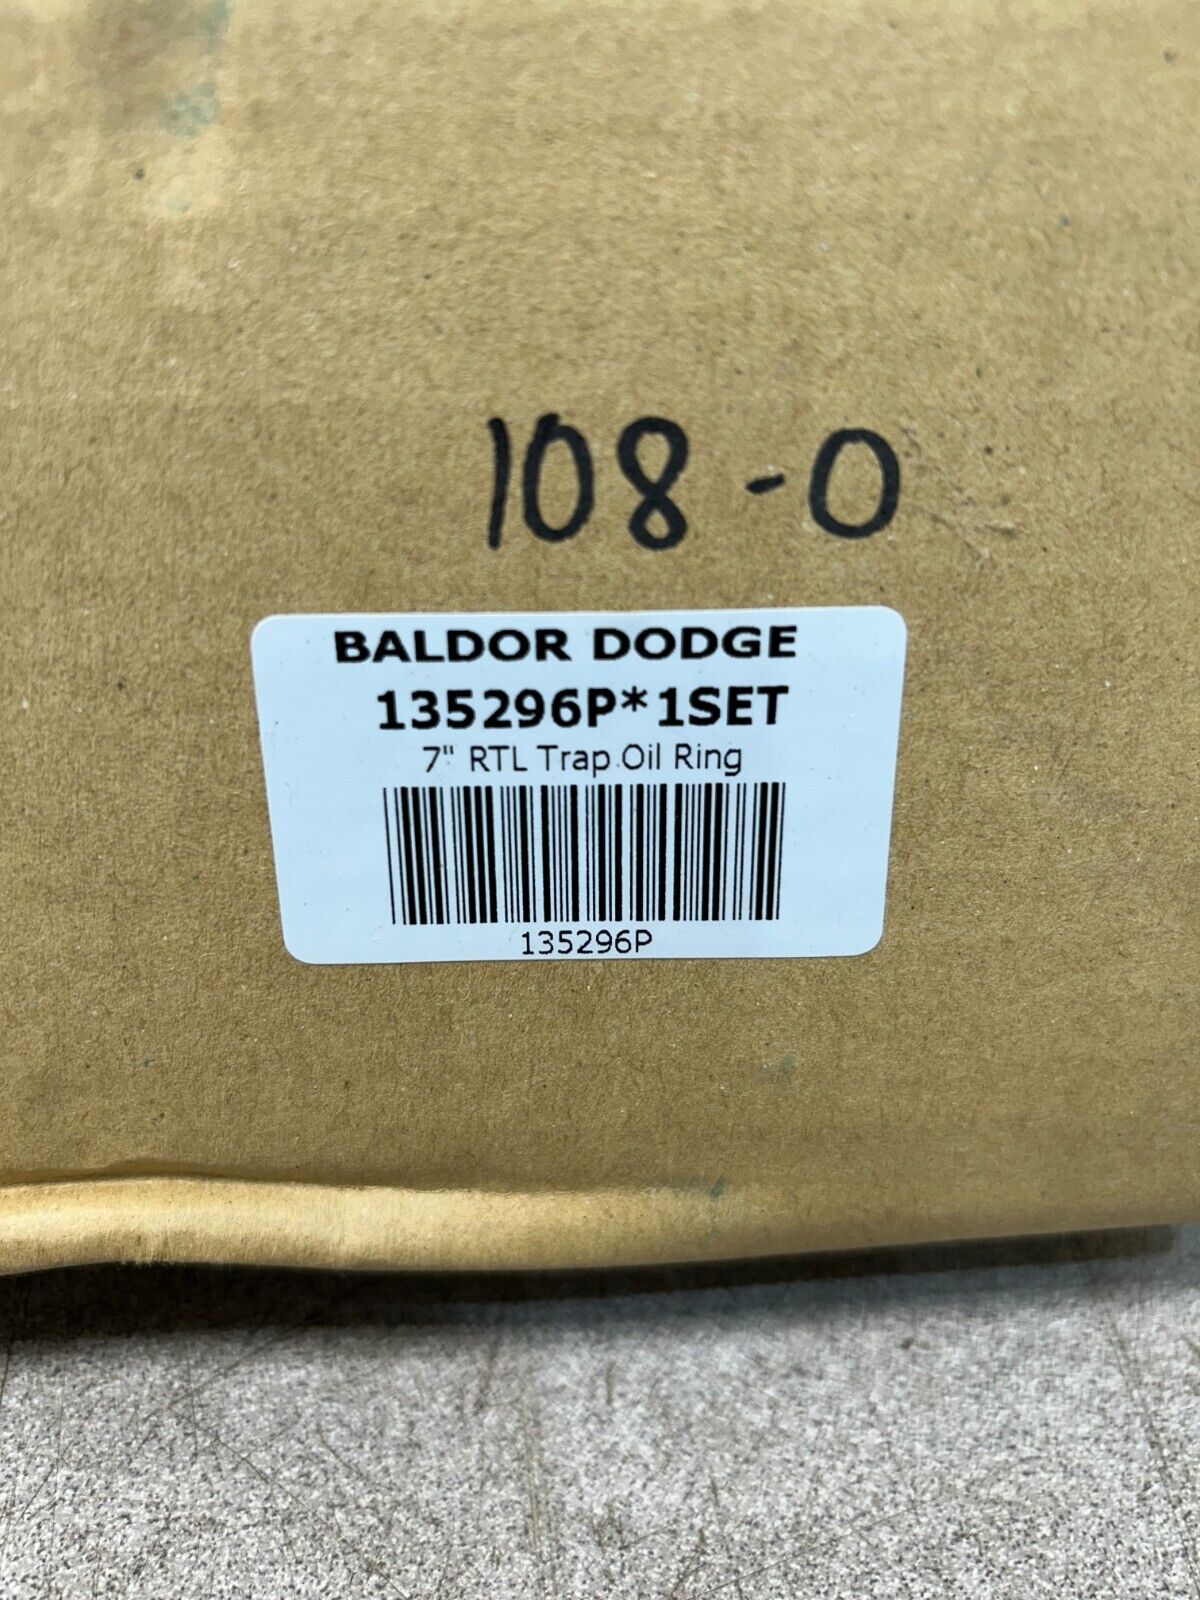 108-0
BALDOR DODGE
135296P*1SET
7" RTL Trap Oil Ring
135296P